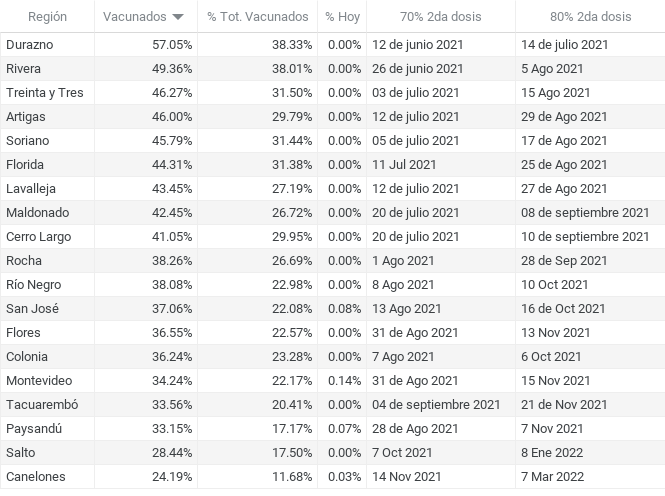 Región Vacunados % Tot. Vacunados % Hoy 70% 2da dosis 80% 2da dosis
Durazno 57.05% 38.33% 0.00% 12 de junio 2021 14 de julio 2021
Rivera 49.36% 38.01% 0.00% 26 de junio 2021 5 Ago 2021
Treinta y Tres 46.27% 31.50% 0.00% 03 de julio 2021 15 Ago 2021
Artigas 46.00% 29.79% 0.00% 12 de julio 2021 29 de Ago 2021
Soriano 45.79% 31.44% 0.00% 05 de julio 2021 17 de Ago 2021
Florida 44.31% 31.38% 0.00% 11 Jul 2021 25 de Ago 2021
Lavalleja 43.45% 27.19% 0.00% 12 de julio 2021 27 de Ago 2021
Maldonado 42.45% 26.72% 0.00% 20 de julio 2021 08 de septiembre 2021
Cerro Largo 41.05% 29.95% 0.00% 20 de julio 2021 10 de septiembre 2021
Rocha 38.26% 26.69% 0.00% 1 Ago 2021 28 de Sep 2021
Río Negro 38.08% 22.98% 0.00% 8 Ago 2021 10 Oct 2021
San José 37.06% 22.08% 0.08% 13 Ago 2021 16 de Oct 2021
Flores 36.55% 22.57% 0.00% 31 de Ago 2021 13 Nov 2021
Colonia 36.24% 23.28% 0.00% 7 Ago 2021 6 Oct 2021
Montevideo 34.24% 22.17% 0.14% 31 de Ago 2021 15 Nov 2021
Tacuarembó 33.56% 20.41% 0.00% 04 de septiembre 2021 21 de Nov 2021
Paysandú 33.15% 17.17% 0.07% 28 de Ago 2021 7 Nov 2021
Salto 28.44% 17.50% 0.00% 7 Oct 2021 8 Ene 2022
Canelones 24.19% 11.68% 0.03% 14 Nov 2021 7 Mar 2022